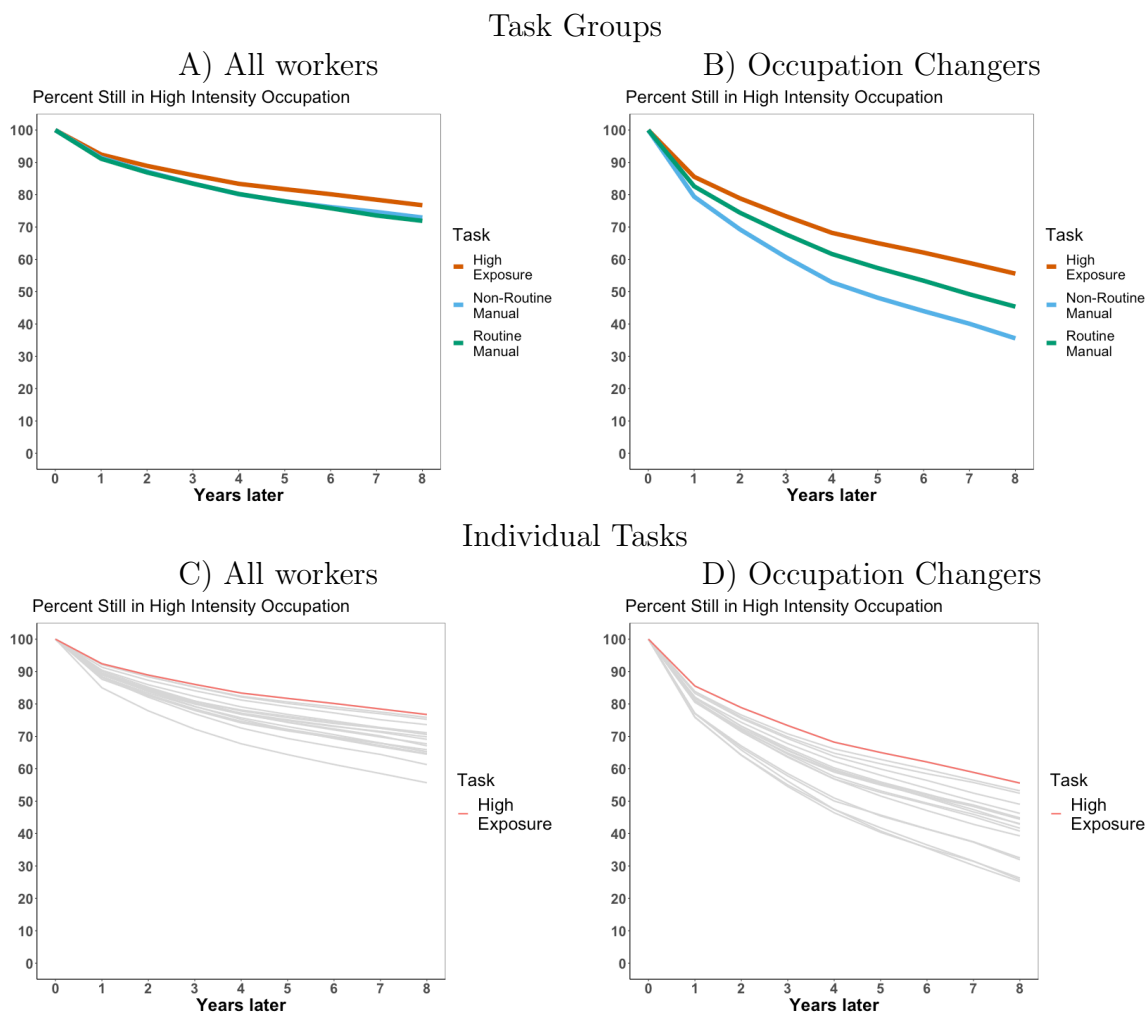 Task Groups
A) All workers
Percent Still in High Intensity Occupation
100
90
80
70
60
50
40
30
20
10
0
0 1 2 3 4 5 6 7 8
Years later
Task
High
Exposure
Non-Routine
Manual
Routine
Manual
B) Occupation Changers
Percent Still in High Intensity Occupation
100
90
80
70
60
50
40
30
20
10
0
0 1 2 3 4 5 6 7 8
Years later
Task
High
Exposure
Non-Routine
Manual
Routine
Manual
Individual Tasks
C) All workers
Percent Still in High Intensity Occupation
100
90
80
70
60
50
40
30
20
10
0
0 1 2 3 4 5 6 7 8
Years later
Task
High
Exposure
D) Occupation Changers
Percent Still in High Intensity Occupation
100
90
80
70
60
50
40
30
20
10
0
0 1 2 3 4 5 6 7 8
Years later
Task
High
Exposure